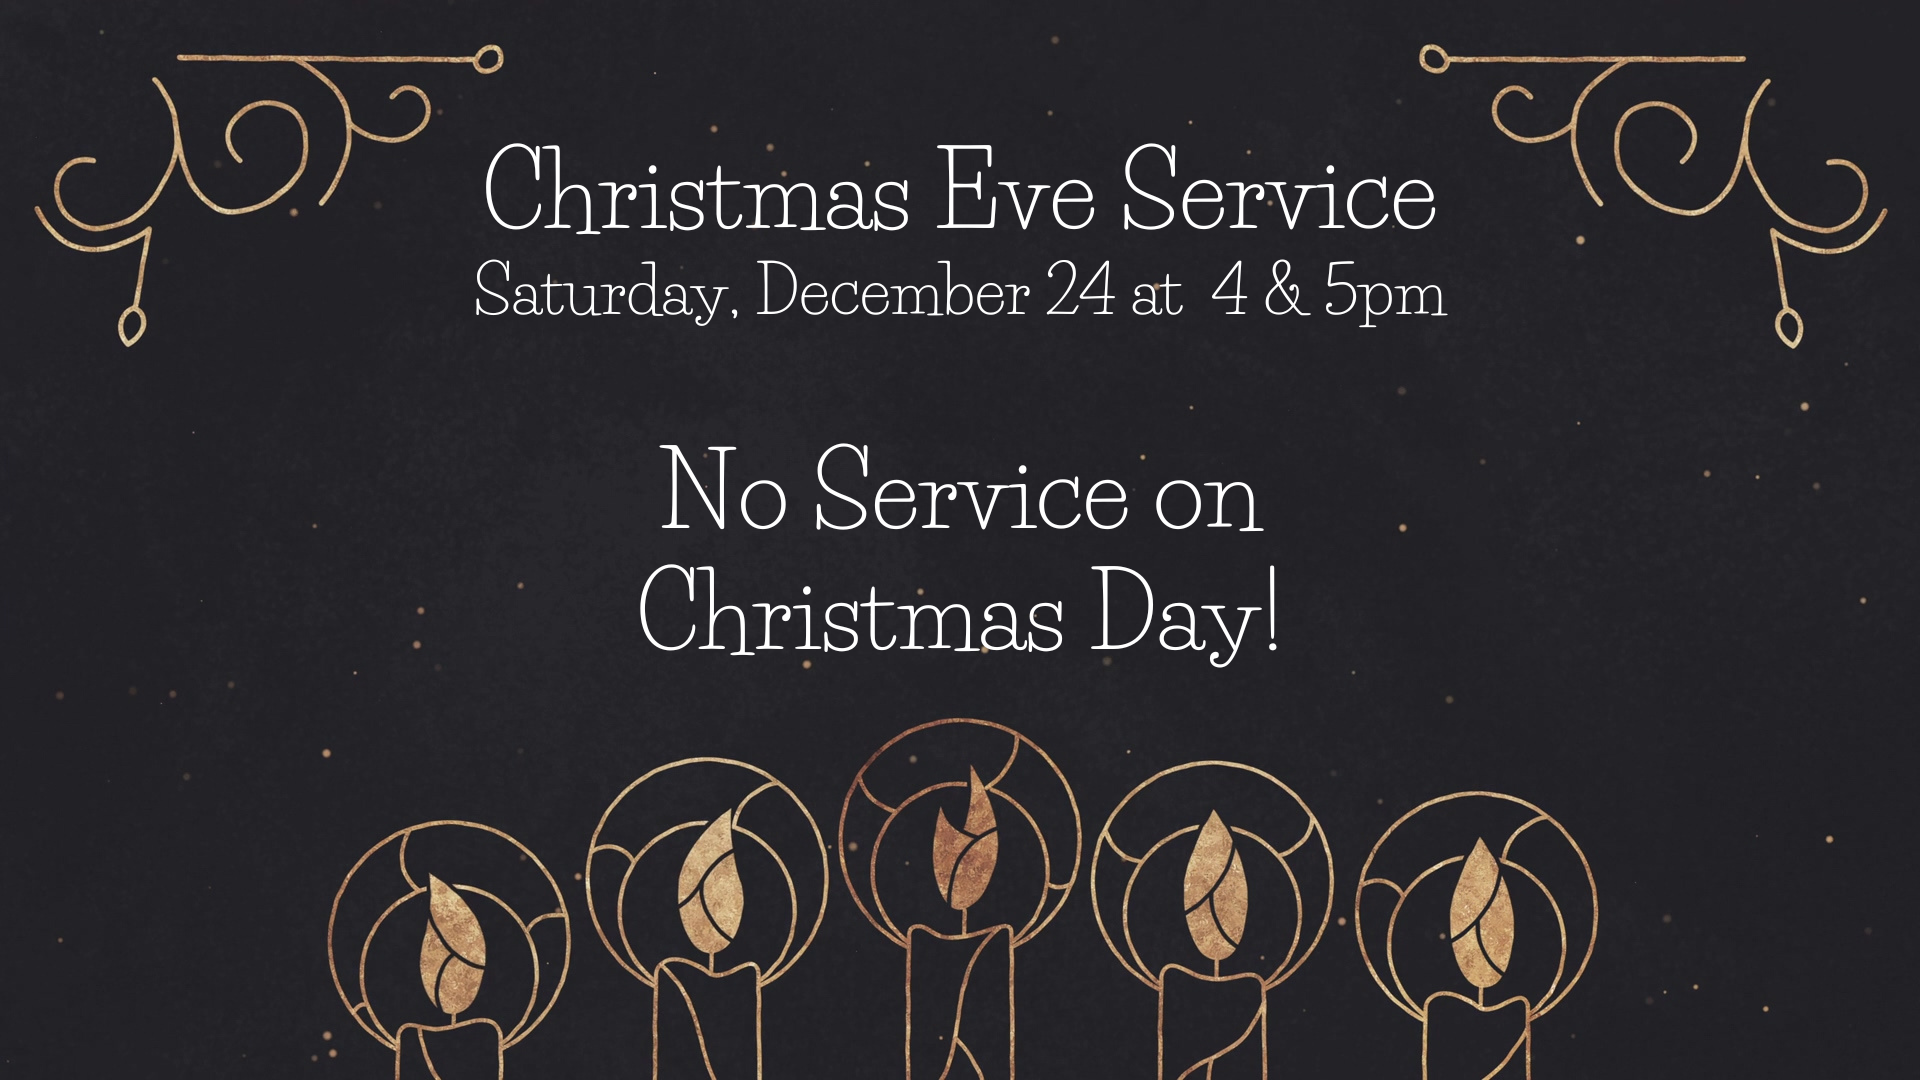 Christmas Eve Service
Saturday, December 24 at 4 & 5pm
No Service on
Christmas Day!